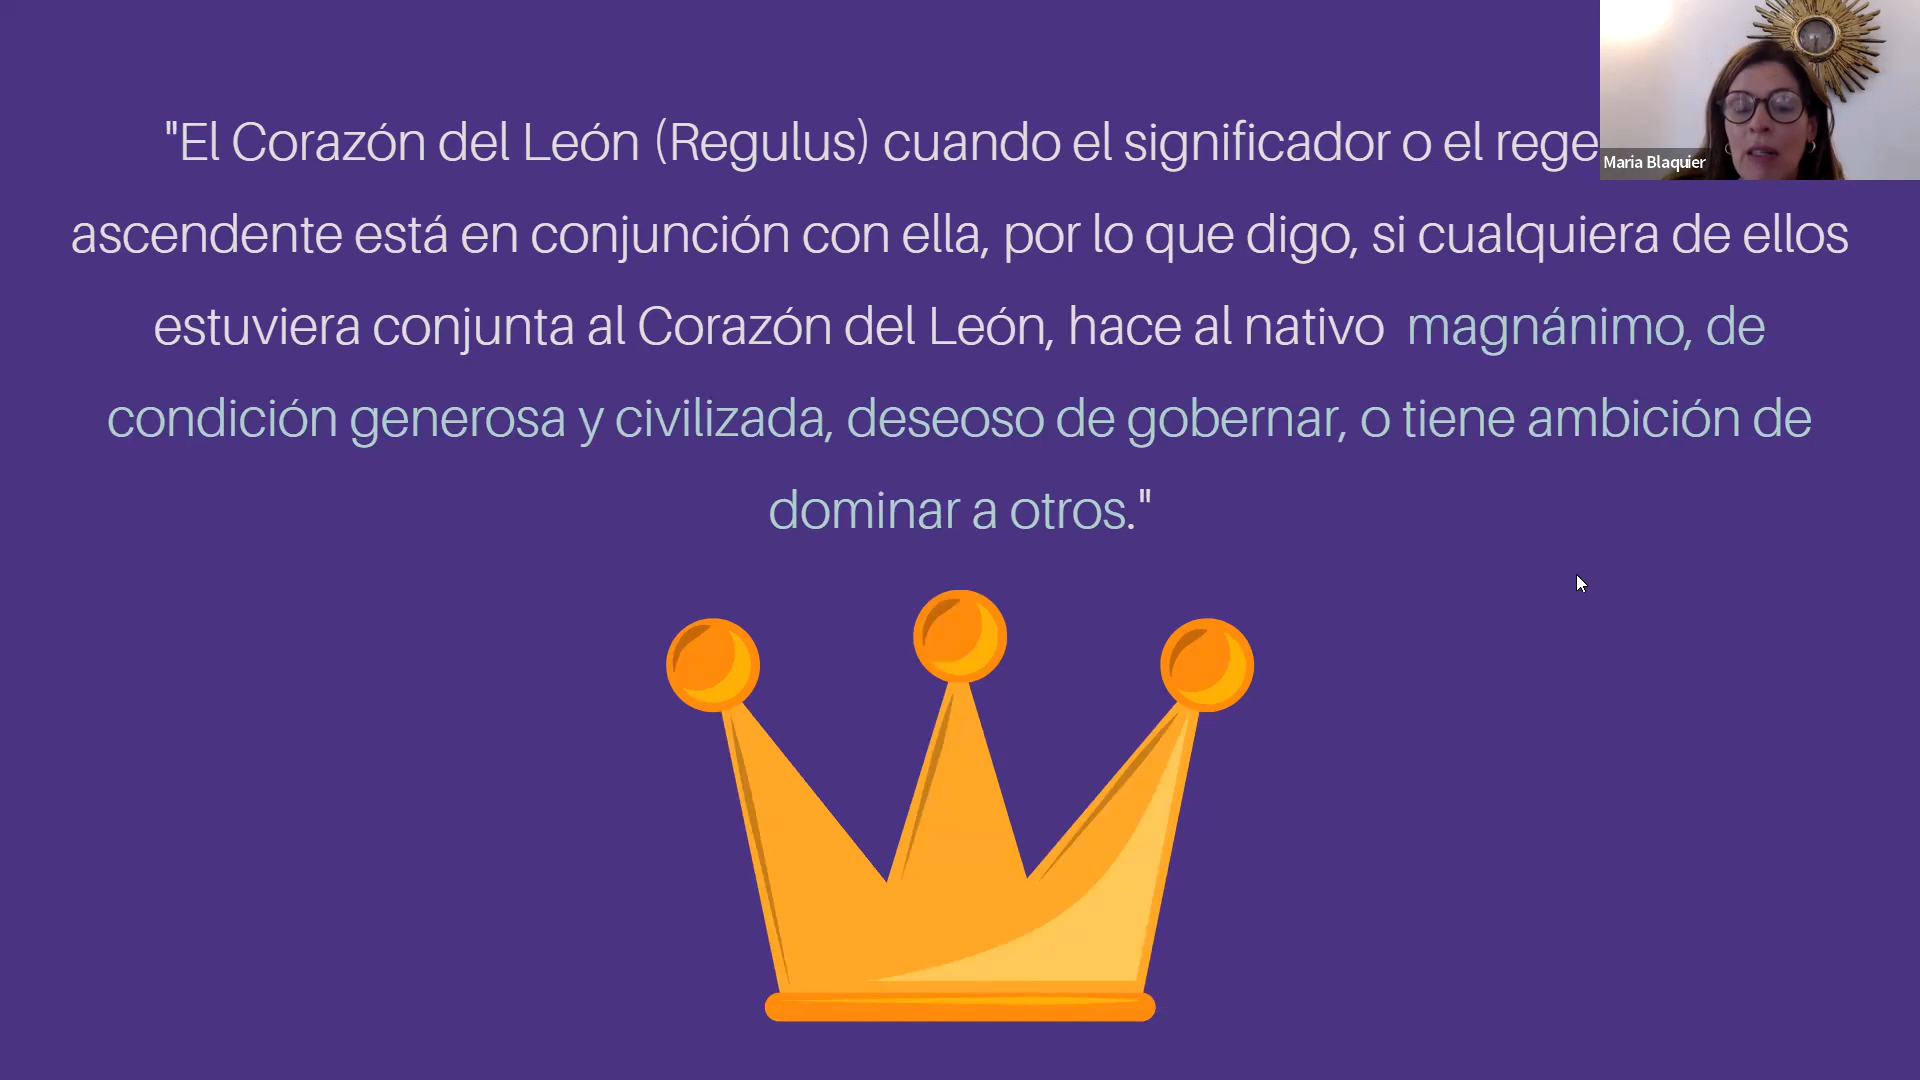 "El Corazón del León (Regulus) cuando el significador o el rege
ascendente está en conjunción con ella, por lo que digo, si cualquiera de ellos
estuviera conjunta al Corazón del León, hace al nativo magnánimo, de
condición generosa y civilizada, deseoso de gobernar, o tiene ambición de
dominar a otros."
Maria Blaquier